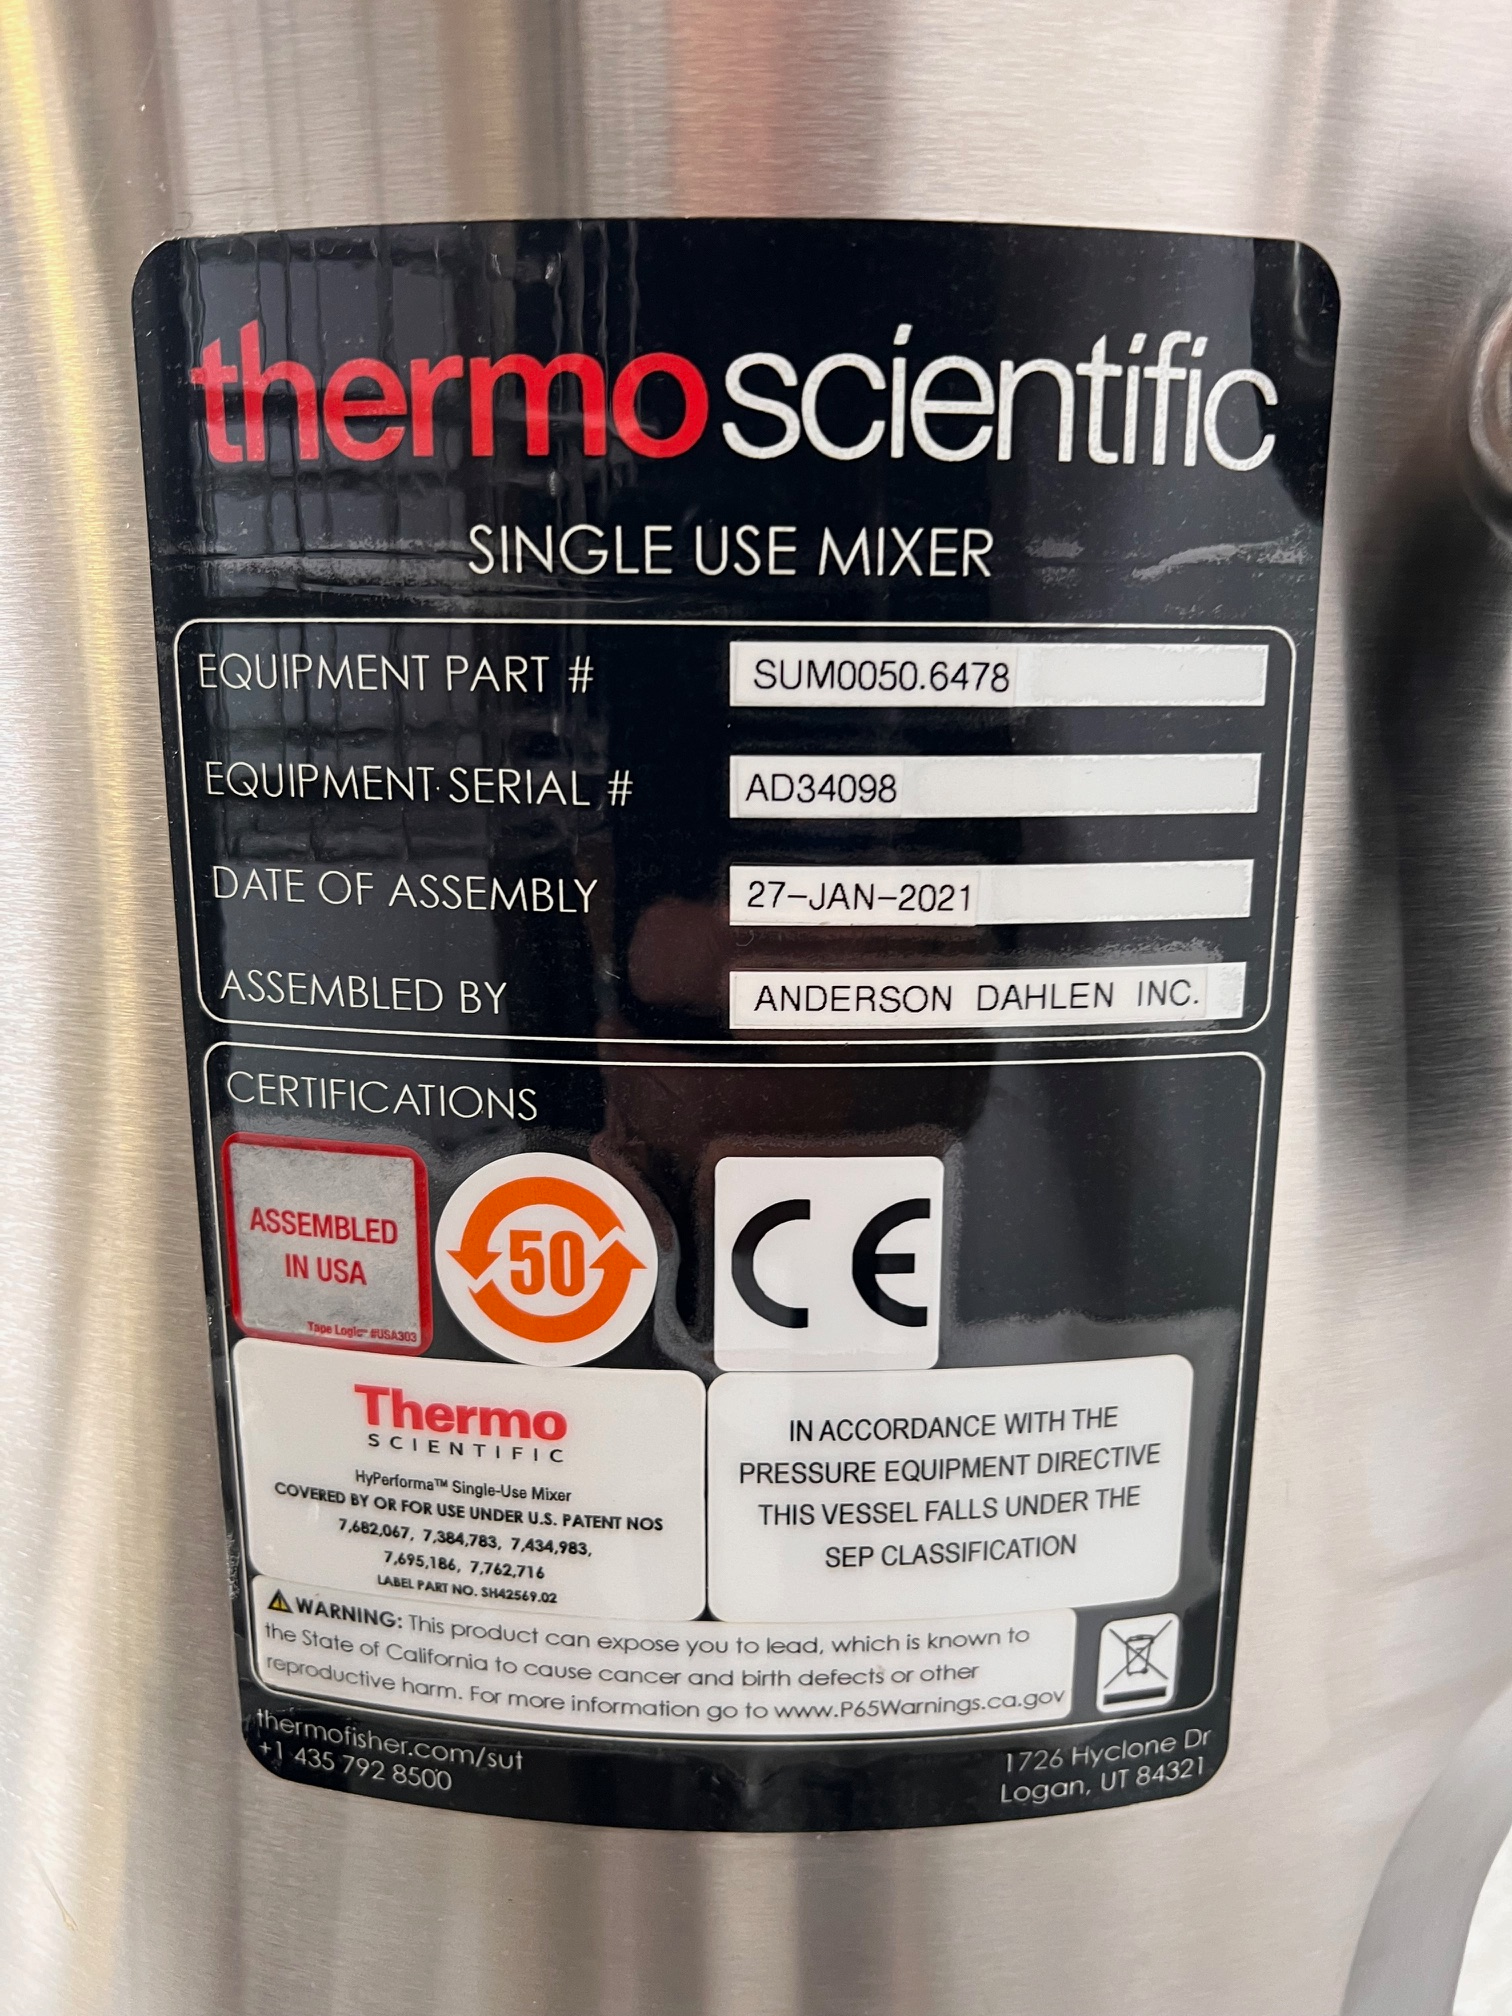 thermo scientific
SINGLE USE MIXER
EQUIPMENT PART # SUM0050.6478
EQUIPMENT SERIAL # AD34098
DATE OF ASSEMBLY 27-JAN-2021
ASSEMBLED BY ANDERSON DAHLEN INC.
CERTIFICATIONS
ASSEMBLED
IN USA
Tape Logic™ #USA303
50
CE
Thermo
SCIENTIFIC
HyPerforma™ Single-Use Mixer
COVERED BY OR FOR USE UNDER U.S. PATENT NOS
7,682,067, 7,384,783, 7,434,983,
7,695,186, 7,762,716
LABEL PART NO. SH42569.02
IN ACCORDANCE WITH THE
PRESSURE EQUIPMENT DIRECTIVE
THIS VESSEL FALLS UNDER THE
SEP CLASSIFICATION
WARNING: This product can expose you to lead, which is known to
the State of California to cause cancer and birth defects or other
reproductive harm. For more information go to www.P65Warnings.ca.gov
thermofisher.com/sut
+1 435 792 8500
1726 Hyclone Dr
Logan, UT 84321